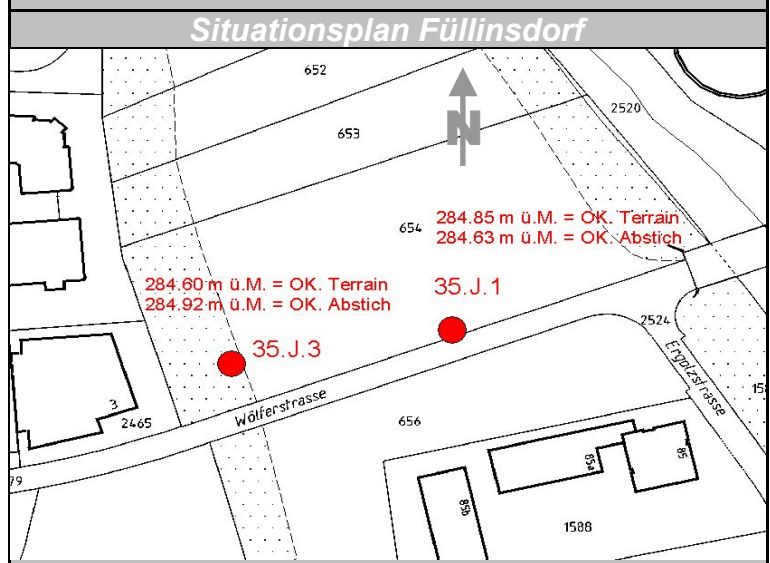 Situationsplan Füllinsdorf
652
2520
N
653
284.85 m ü.M. = OK. Terrain
654
284.63 m ü.M. = OK. Abstich
284.60 m ü.M. = OK. Terrain
284.92 m ü.M. = OK. Abstich
35.J.1
35.J.3
2524
Ergolzstrasse
3
2465
Wölferstrasse
656
79
85a
85
85b
1586